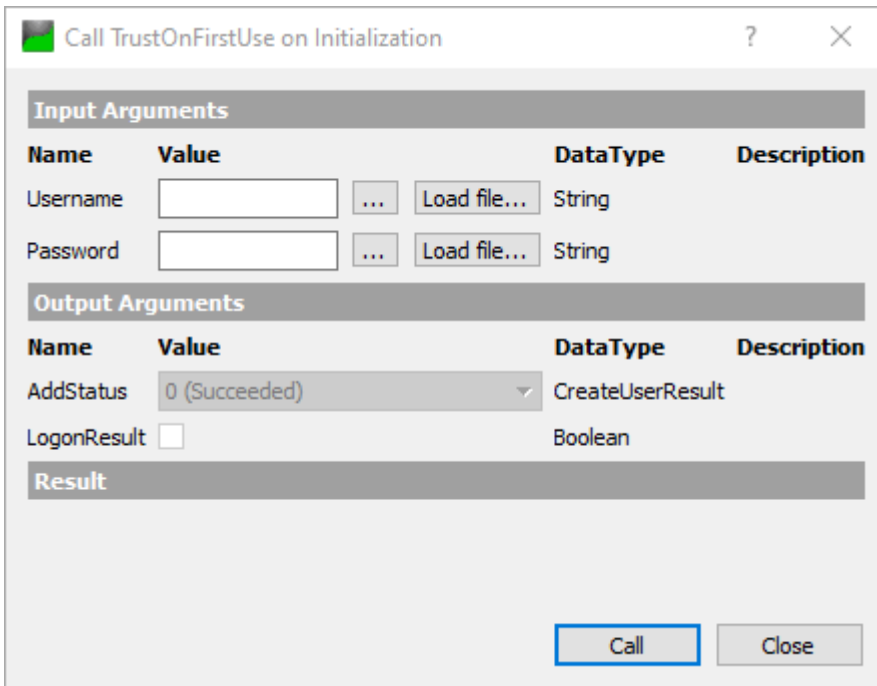 Call TrustOnFirstUse on Initialization ?
Input Arguments
Name Value DataType Description
Username ... Load file... String
Password ... Load file... String
Output Arguments
Name Value DataType Description
AddStatus 0 (Succeeded) CreateUserResult
LogonResult Boolean
Result
Call Close